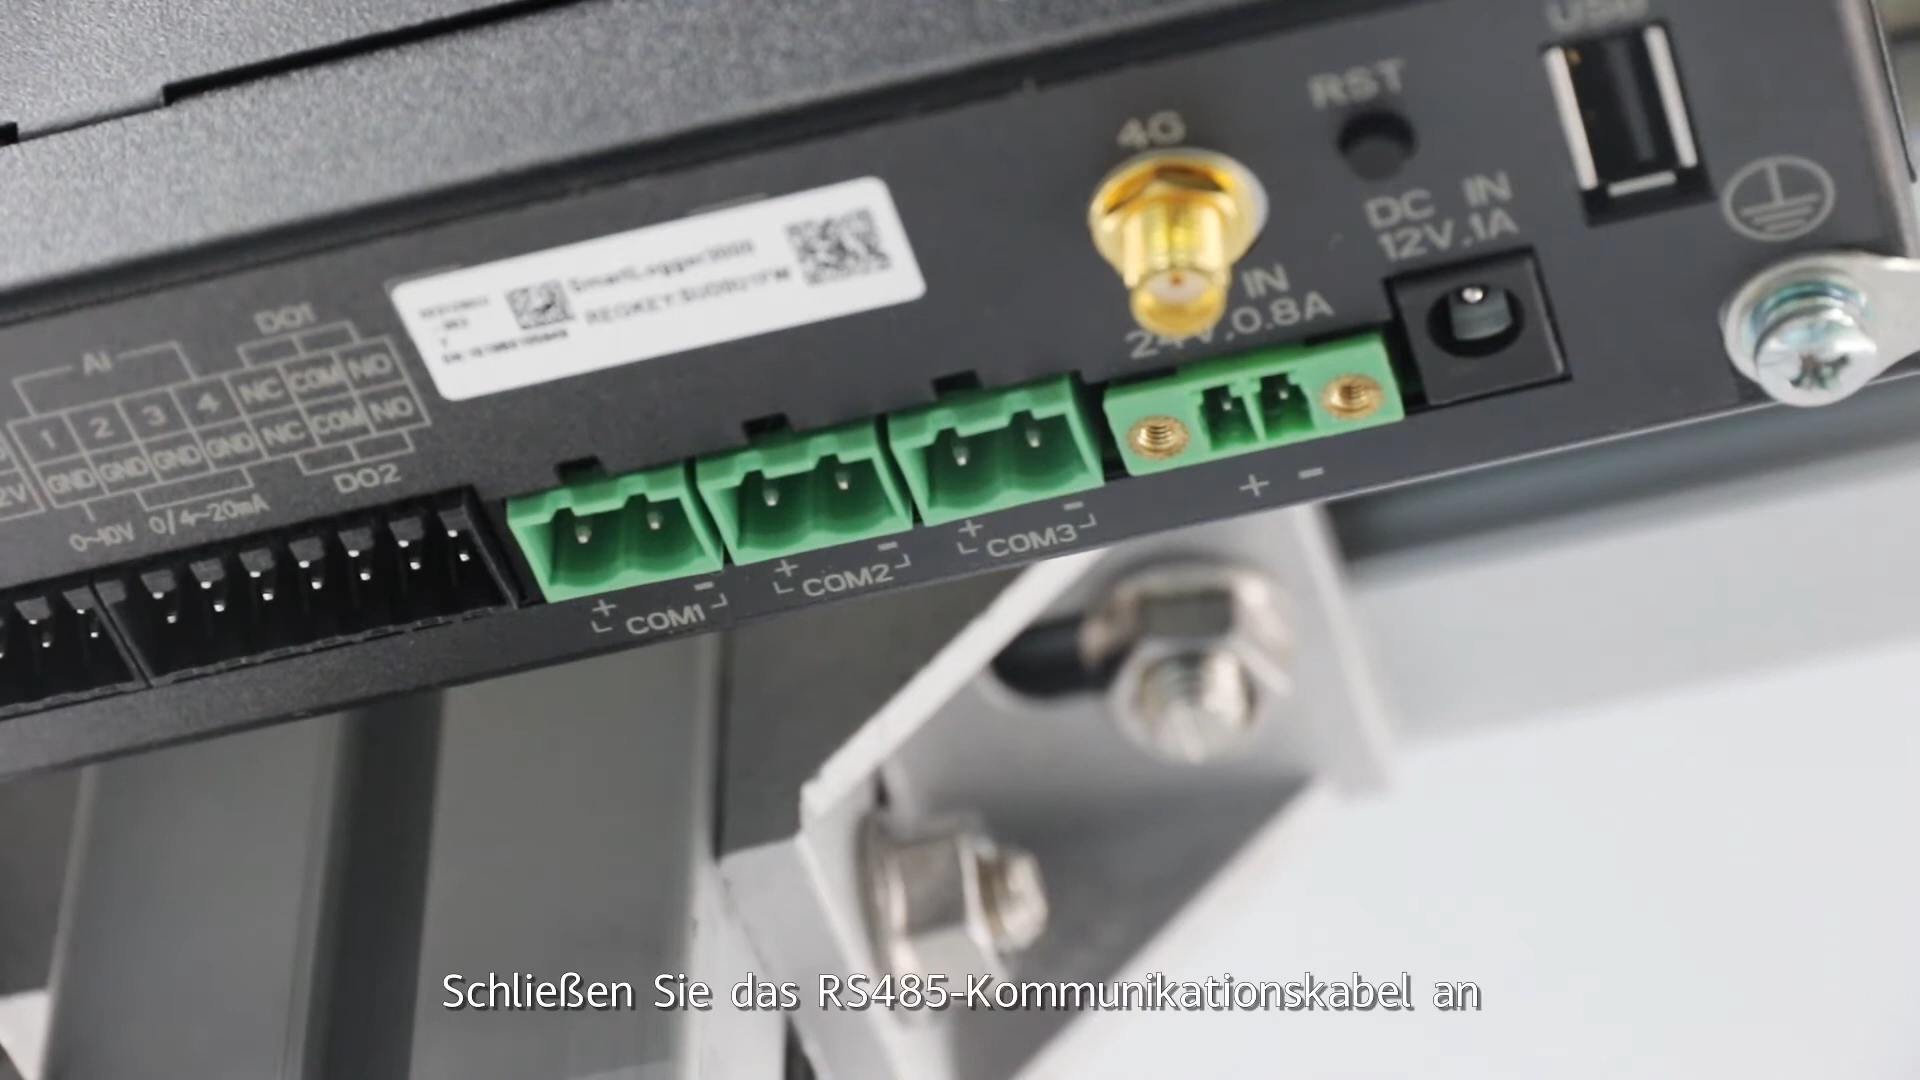 USB
RST
4G
DC IN
12V,1A
IN
24V,0.8A
SmartLogger3000
DO1
AI
1 2 3 4 NC COM NO
GND GND GND GND NC COM NO
DO2
0~10V 0/4~20mA
+ -
+ COM3 -
+ COM2 -
+ COM1 -
Schließen Sie das RS485-Kommunikationskabel an